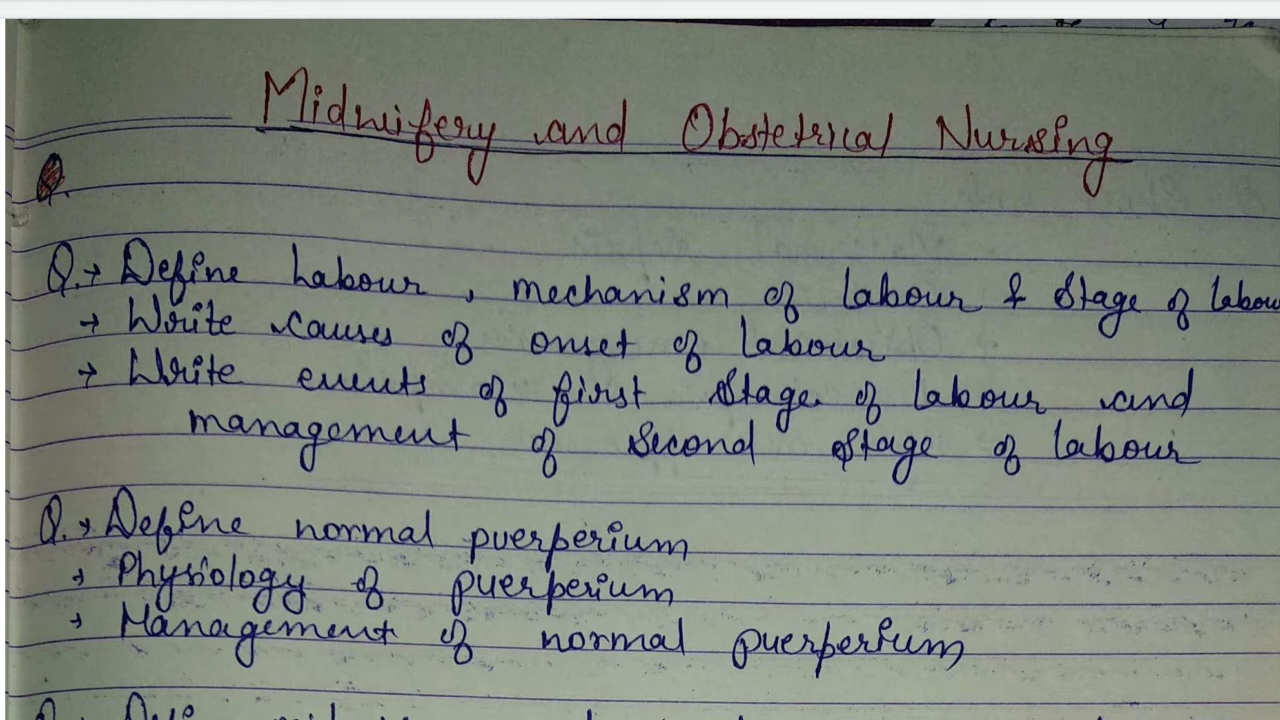 Midwifery and Obstetrical Nursing
Q.
Q.→ Define Labour, mechanism of labour & Stage of labou
→ Write causes of onset of labour
→ Write events of first stage of labour and
management of second stage of labour
Q.→ Define normal puerperium
→ Physiology of puerperium
→ Management of normal puerperium